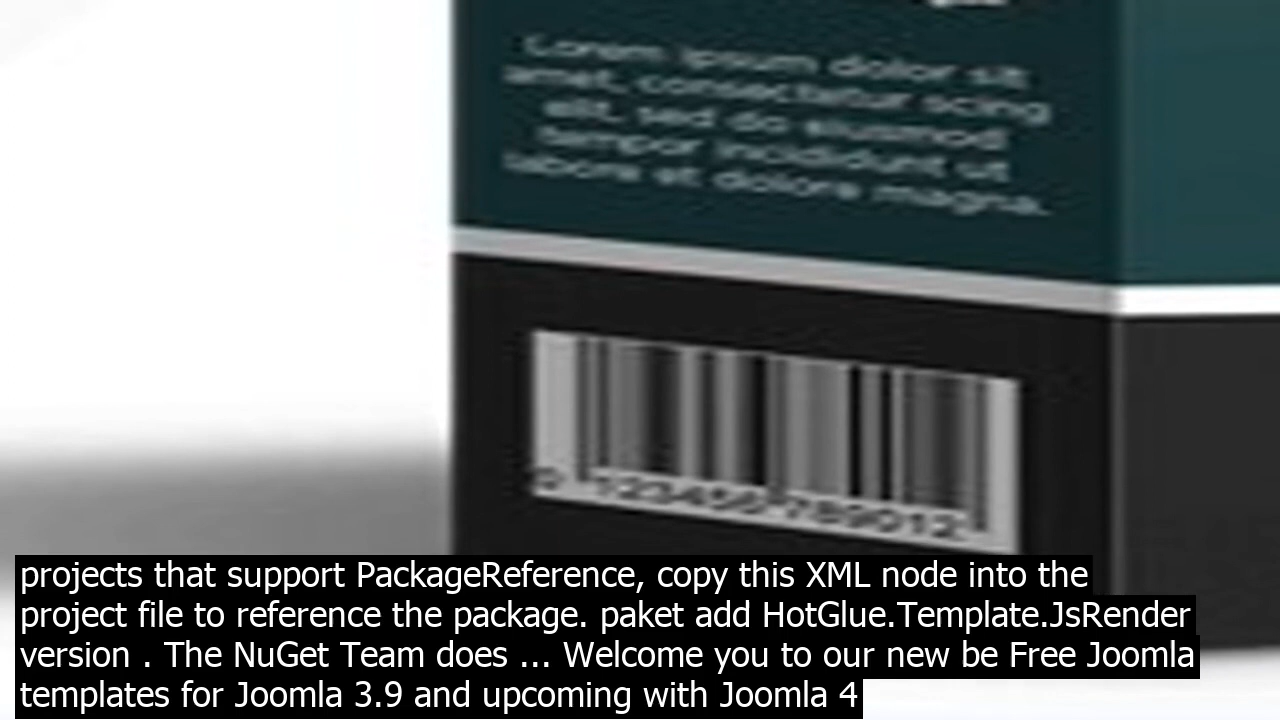 Lorem ipsum dolor sit
amet, consectetur scing
elit, sed do eiusmod
tempor incididunt ut
labore et dolore magna.
0 123456 789012
projects that support PackageReference, copy this XML node into the
project file to reference the package. paket add HotGlue.Template.JsRender
version . The NuGet Team does ... Welcome you to our new be Free Joomla
templates for Joomla 3.9 and upcoming with Joomla 4